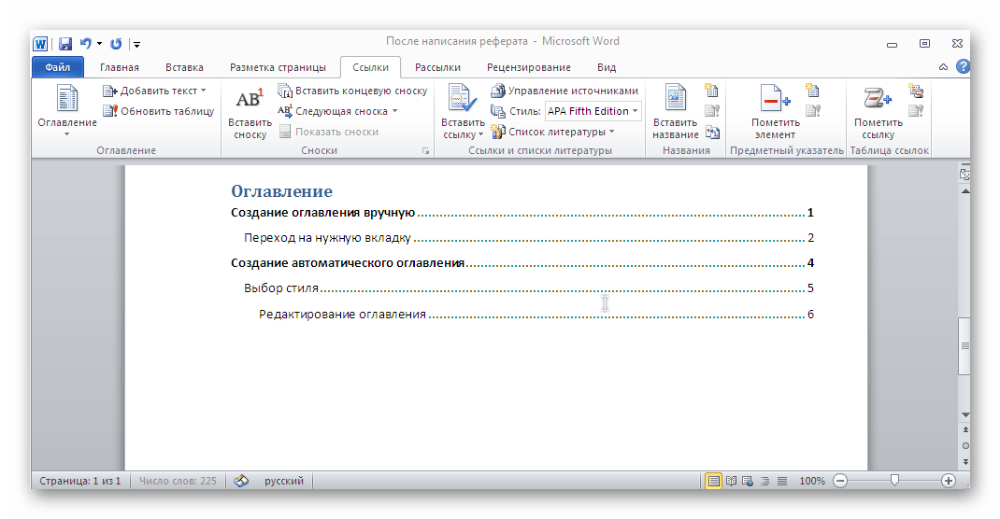 После написания реферата - Microsoft Word
Файл Главная Вставка Разметка страницы Ссылки Рассылки Рецензирование Вид
Оглавление
Добавить текст
Обновить таблицу
Оглавление
AB1
Вставить
сноску
Вставить концевую сноску
Следующая сноска
Показать сноски
Сноски
Вставить
ссылку
Управление источниками
Стиль: APA Fifth Edition
Список литературы
Ссылки и списки литературы
Вставить
название
Названия
Пометить
элемент
Предметный указатель
Пометить
ссылку
Таблица ссылок
Оглавление
Создание оглавления вручную 1
Переход на нужную вкладку 2
Создание автоматического оглавления 4
Выбор стиля 5
Редактирование оглавления 6
Страница: 1 из 1 Число слов: 225 русский 100%